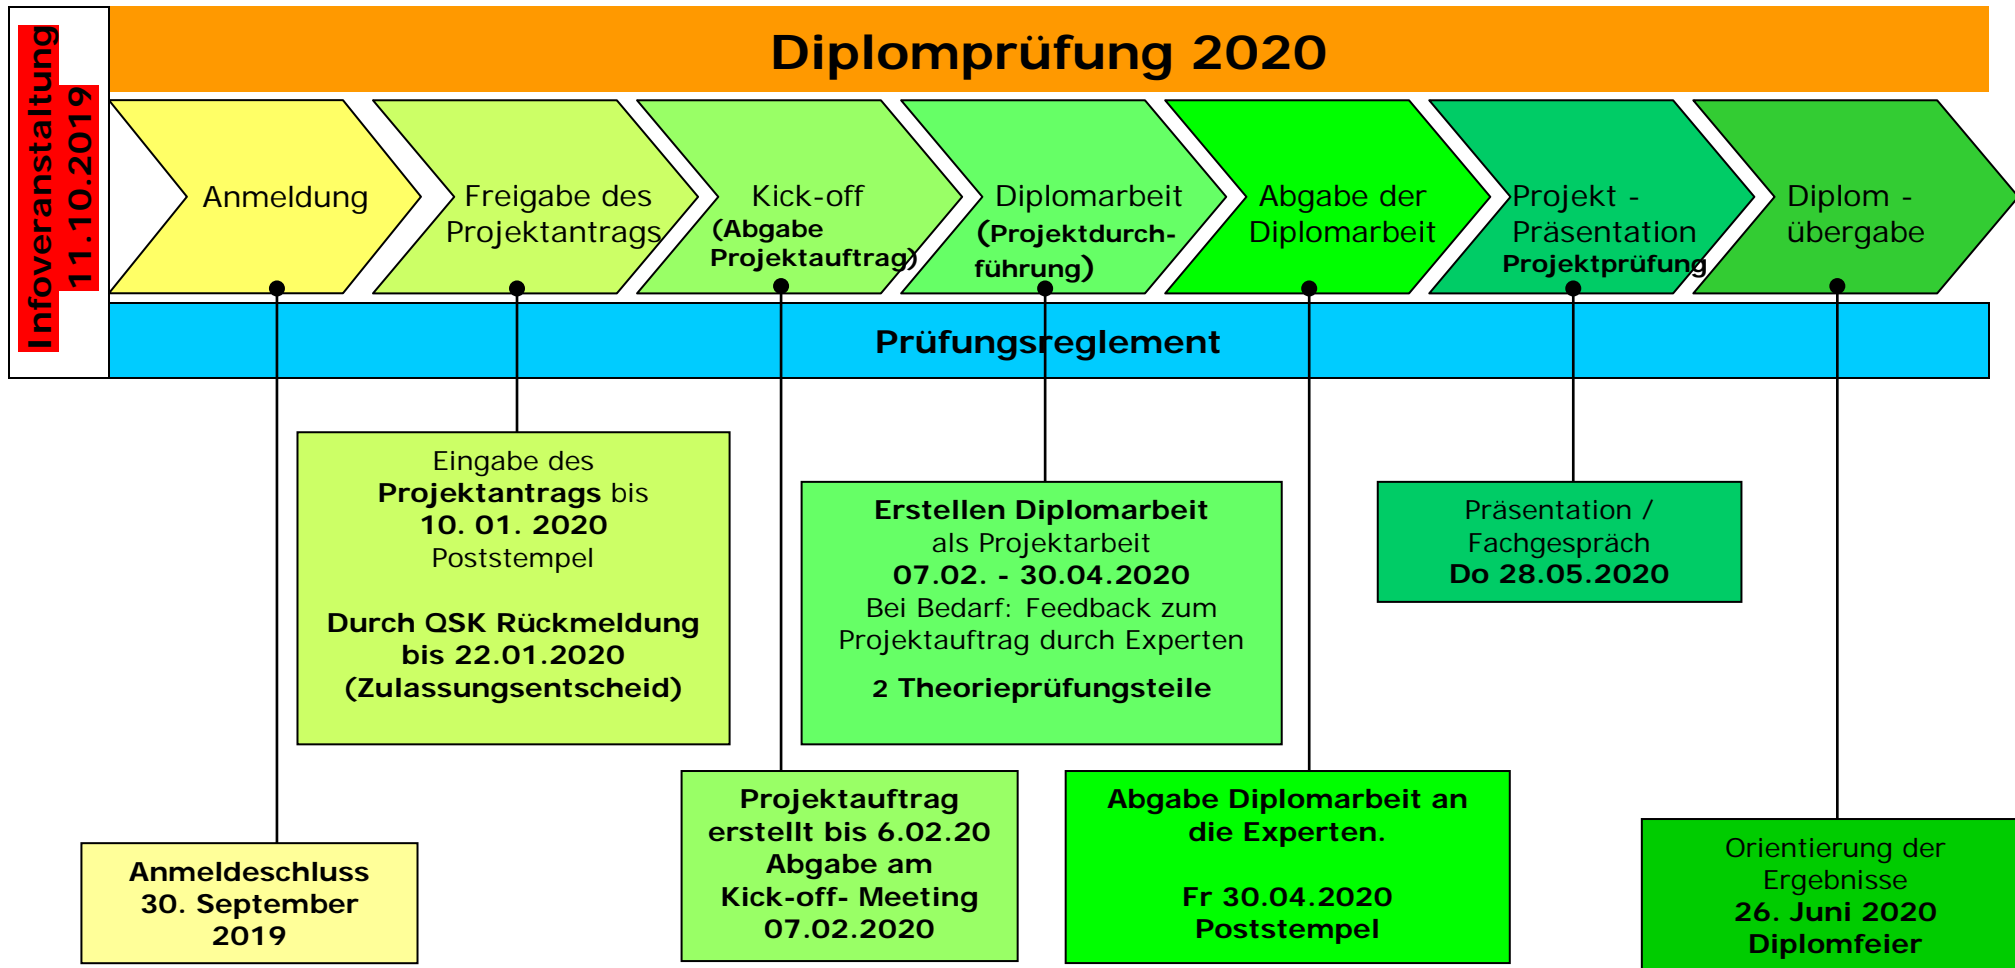 Infoveranstaltung
11.10.2019
Diplomprüfung 2020
Anmeldung
Freigabe des
Projektantrags
Kick-off
(Abgabe
Projektauftrag)
Diplomarbeit
(Projektdurch-
führung)
Abgabe der
Diplomarbeit
Projekt -
Präsentation
Projektprüfung
Diplom -
übergabe
Prüfungsreglement
Eingabe des
Projektantrags bis
10. 01. 2020
Poststempel
Durch QSK Rückmeldung
bis 22.01.2020
(Zulassungsentscheid)
Erstellen Diplomarbeit
als Projektarbeit
07.02. - 30.04.2020
Bei Bedarf: Feedback zum
Projektauftrag durch Experten
2 Theorieprüfungsteile
Präsentation /
Fachgespräch
Do 28.05.2020
Anmeldeschluss
30. September
2019
Projektauftrag
erstellt bis 6.02.20
Abgabe am
Kick-off- Meeting
07.02.2020
Abgabe Diplomarbeit an
die Experten.
Fr 30.04.2020
Poststempel
Orientierung der
Ergebnisse
26. Juni 2020
Diplomfeier